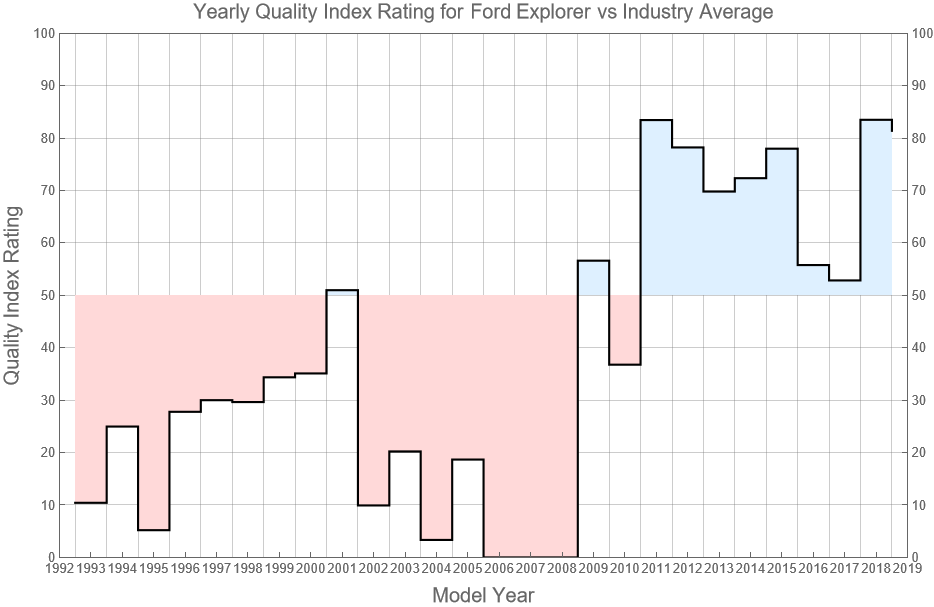 Yearly Quality Index Rating for Ford Explorer vs Industry Average
100 100
90 90
80 80
70 70
60 60
50 50
40 40
30 30
20 20
10 10
0 0
Quality Index Rating
1992 1993 1994 1995 1996 1997 1998 1999 2000 2001 2002 2003 2004 2005 2006 2007 2008 2009 2010 2011 2012 2013 2014 2015 2016 2017 2018 2019
Model Year